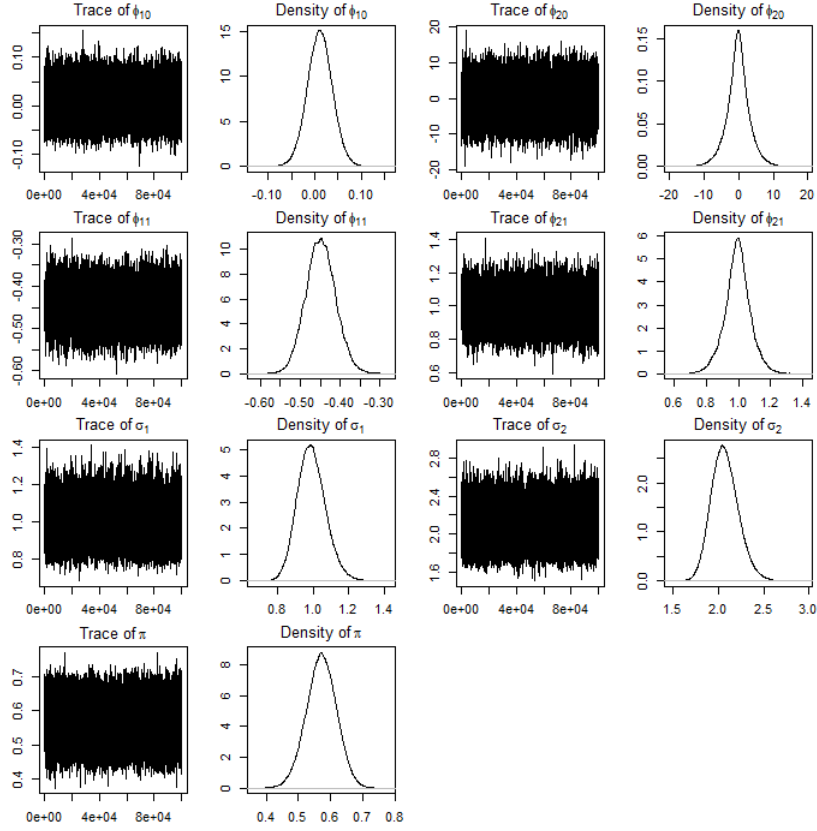 Trace of ϕ10
Density of ϕ10
Trace of ϕ20
Density of ϕ20
-0.10 0.00 0.10
0e+00 4e+04 8e+04
0 5 10 15
-0.10 0.00 0.10
-20 -10 0 10 20
0e+00 4e+04 8e+04
0.00 0.05 0.10 0.15
-20 -10 0 10 20
Trace of ϕ11
Density of ϕ11
Trace of ϕ21
Density of ϕ21
-0.60 -0.50 -0.40 -0.30
0e+00 4e+04 8e+04
0 2 4 6 8 10
-0.60 -0.50 -0.40 -0.30
0.6 0.8 1.0 1.2 1.4
0e+00 4e+04 8e+04
0 1 2 3 4 5 6
0.6 0.8 1.0 1.2 1.4
Trace of σ1
Density of σ1
Trace of σ2
Density of σ2
0.8 1.0 1.2 1.4
0e+00 4e+04 8e+04
0 1 2 3 4 5
0.8 1.0 1.2 1.4
1.6 2.0 2.4 2.8
0e+00 4e+04 8e+04
0.0 1.0 2.0
1.5 2.0 2.5 3.0
Trace of π
Density of π
0.4 0.5 0.6 0.7
0e+00 4e+04 8e+04
0 2 4 6 8
0.4 0.5 0.6 0.7 0.8